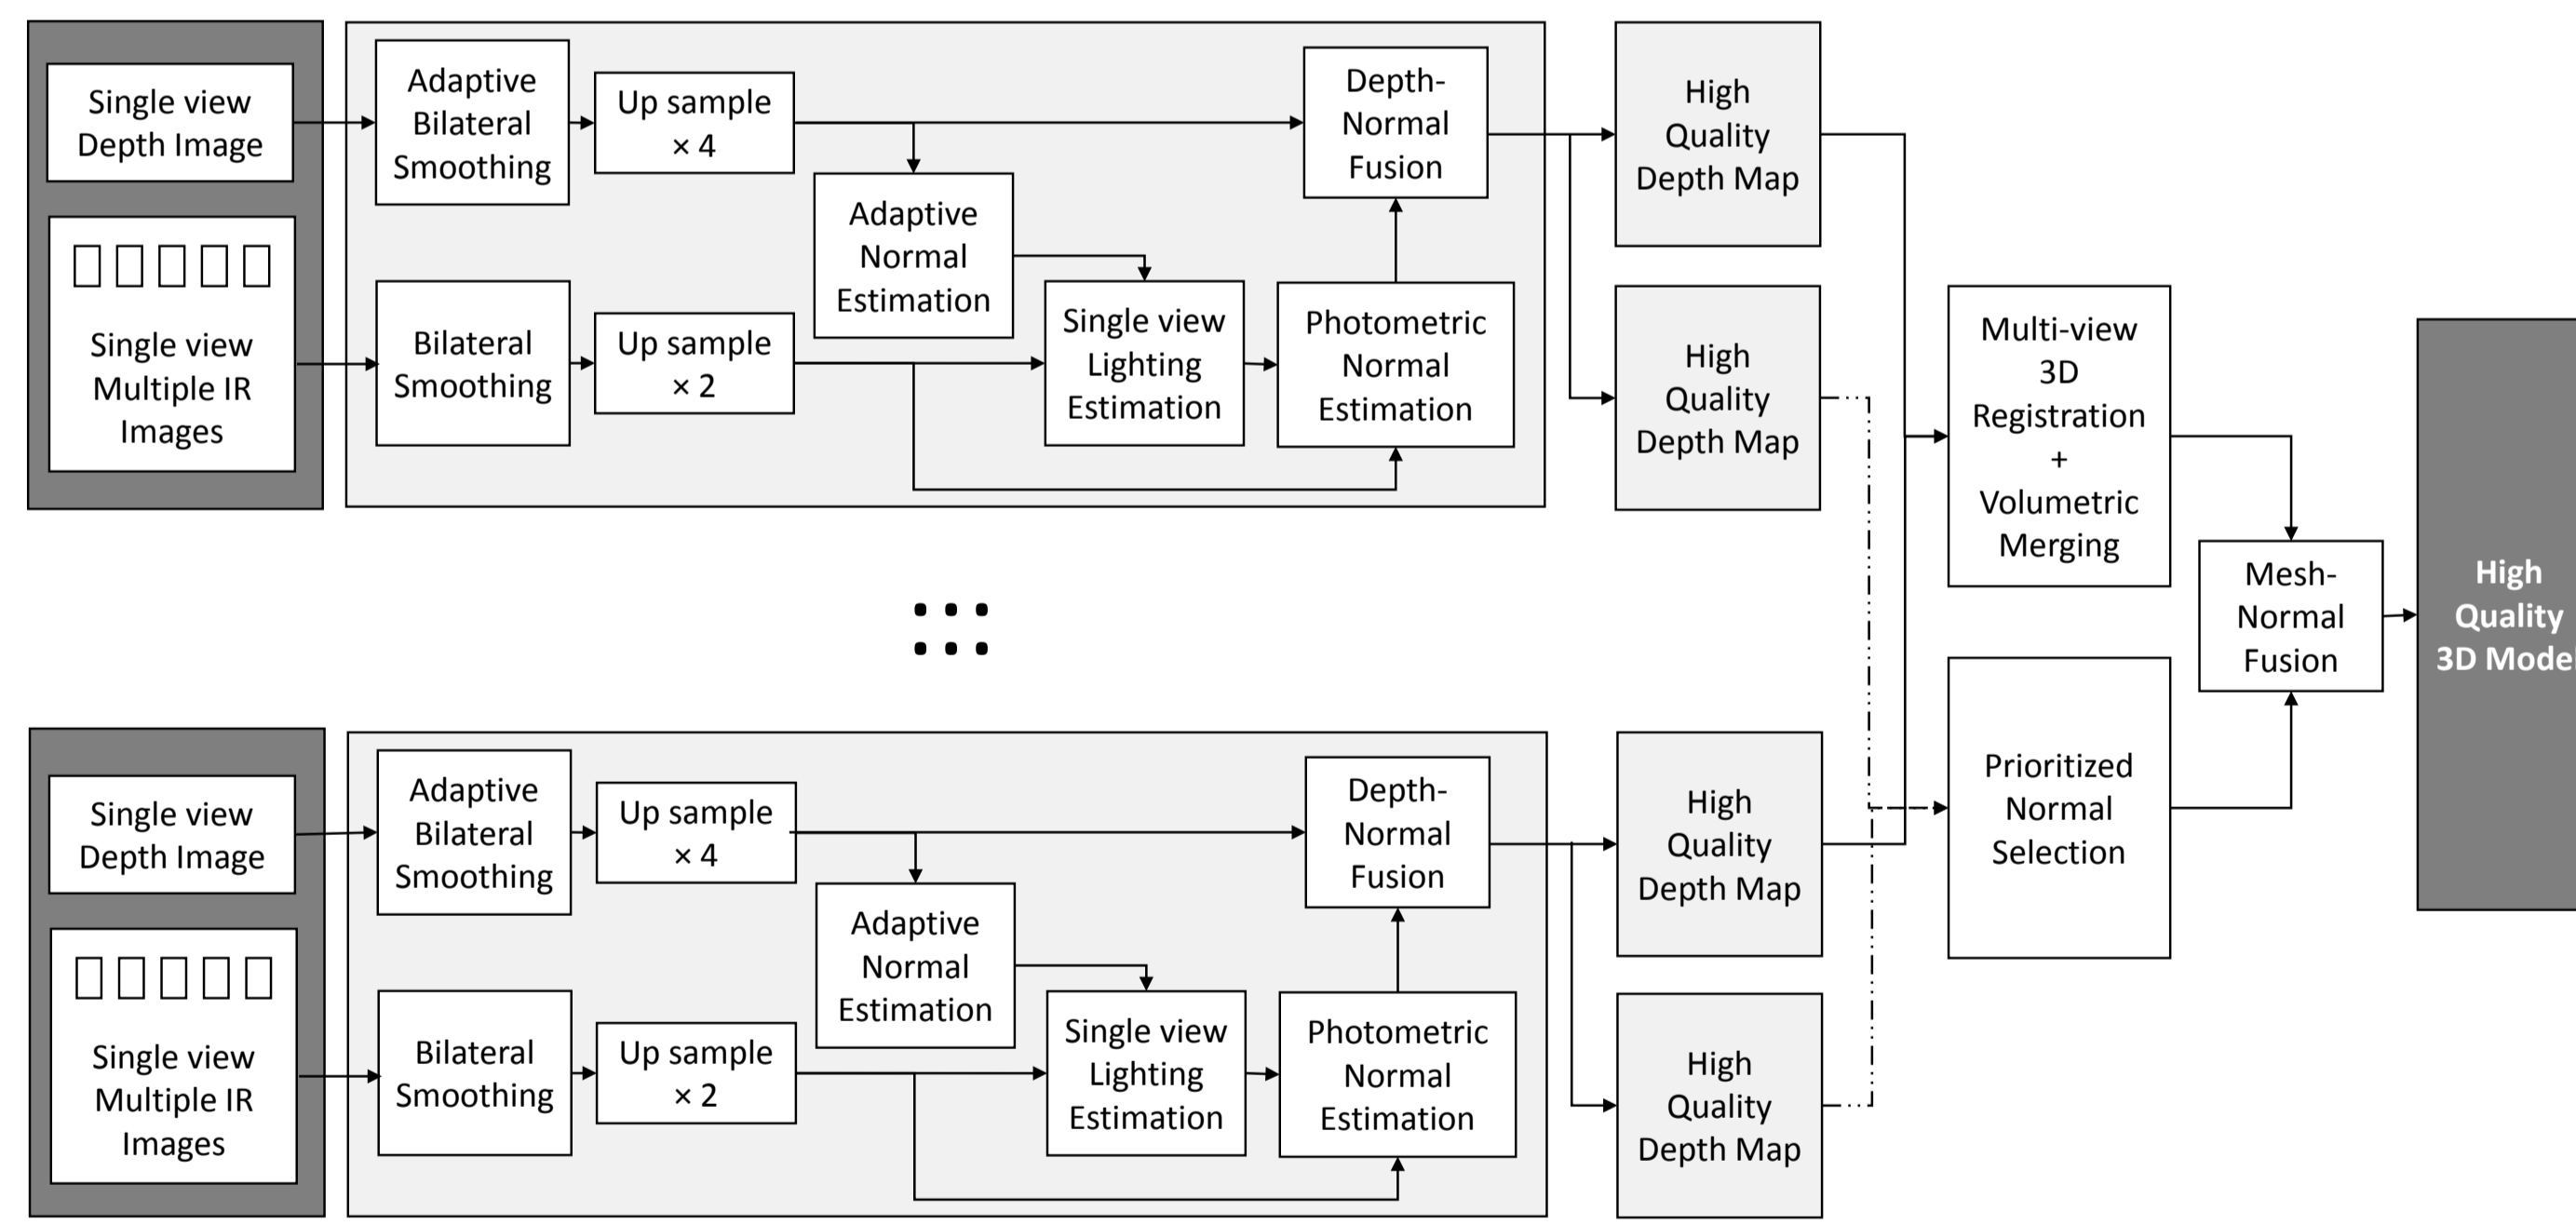 Single view
Depth Image
Single view
Multiple IR
Images
Adaptive
Bilateral
Smoothing
Up sample
× 4
Adaptive
Normal
Estimation
Bilateral
Smoothing
Up sample
× 2
Single view
Lighting
Estimation
Photometric
Normal
Estimation
Depth-
Normal
Fusion
High
Quality
Depth Map
High
Quality
Depth Map
Single view
Depth Image
Single view
Multiple IR
Images
Adaptive
Bilateral
Smoothing
Up sample
× 4
Adaptive
Normal
Estimation
Bilateral
Smoothing
Up sample
× 2
Single view
Lighting
Estimation
Photometric
Normal
Estimation
Depth-
Normal
Fusion
High
Quality
Depth Map
High
Quality
Depth Map
Multi-view
3D
Registration
+
Volumetric
Merging
Prioritized
Normal
Selection
Mesh-
Normal
Fusion
High
Quality
3D Model